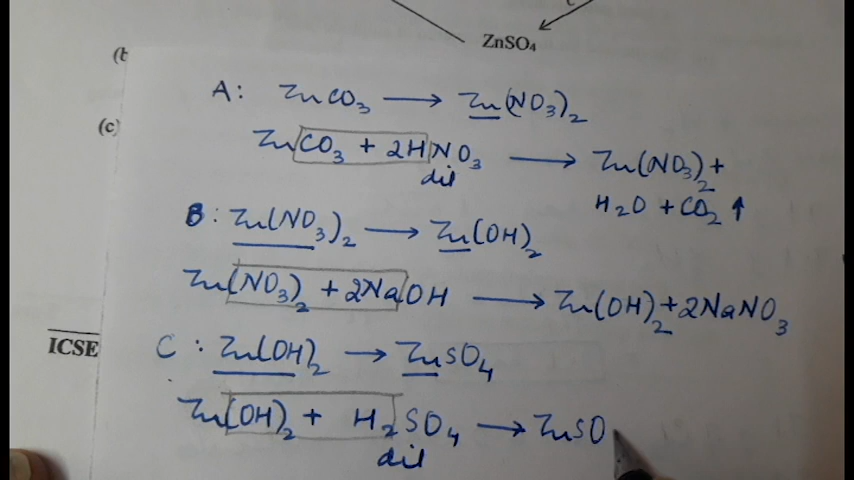 c
ZnSO₄
(b
A: ZnCO₃ → Zn(NO₃)₂
(c)
ZnCO₃ + 2HNO₃ → Zn(NO₃)₂ +
dil
H₂O + CO₂ ↑
B: Zn(NO₃)₂ → Zn(OH)₂
Zn(NO₃)₂ + 2NaOH → Zn(OH)₂ + 2NaNO₃
ICSE
C: Zn(OH)₂ → ZnSO₄
Zn(OH)₂ + H₂SO₄ → ZnSO
dil